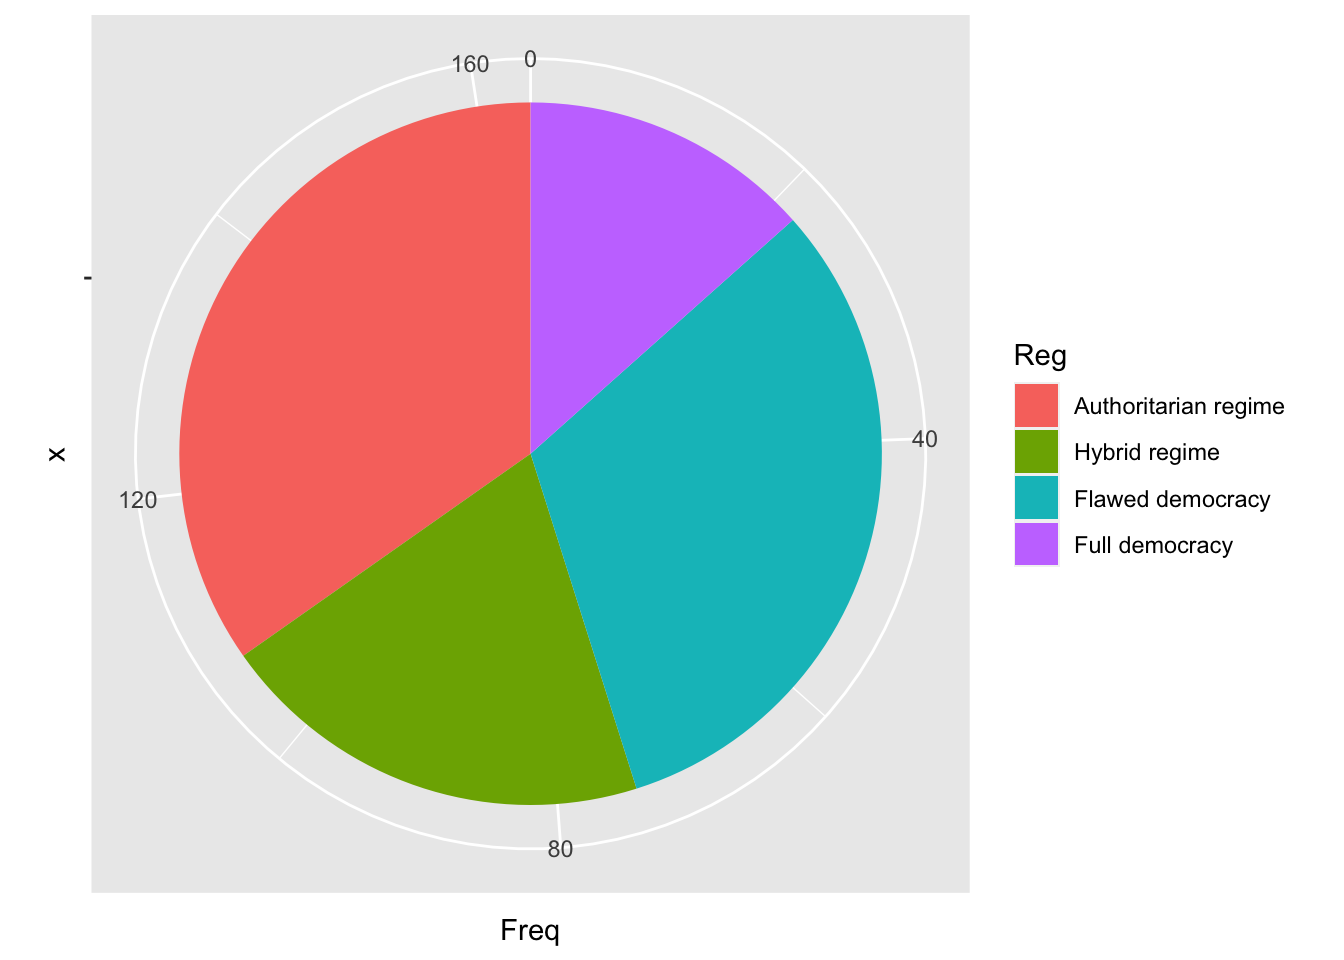 160
0
40
120
80
x
Freq
Reg
Authoritarian regime
Hybrid regime
Flawed democracy
Full democracy